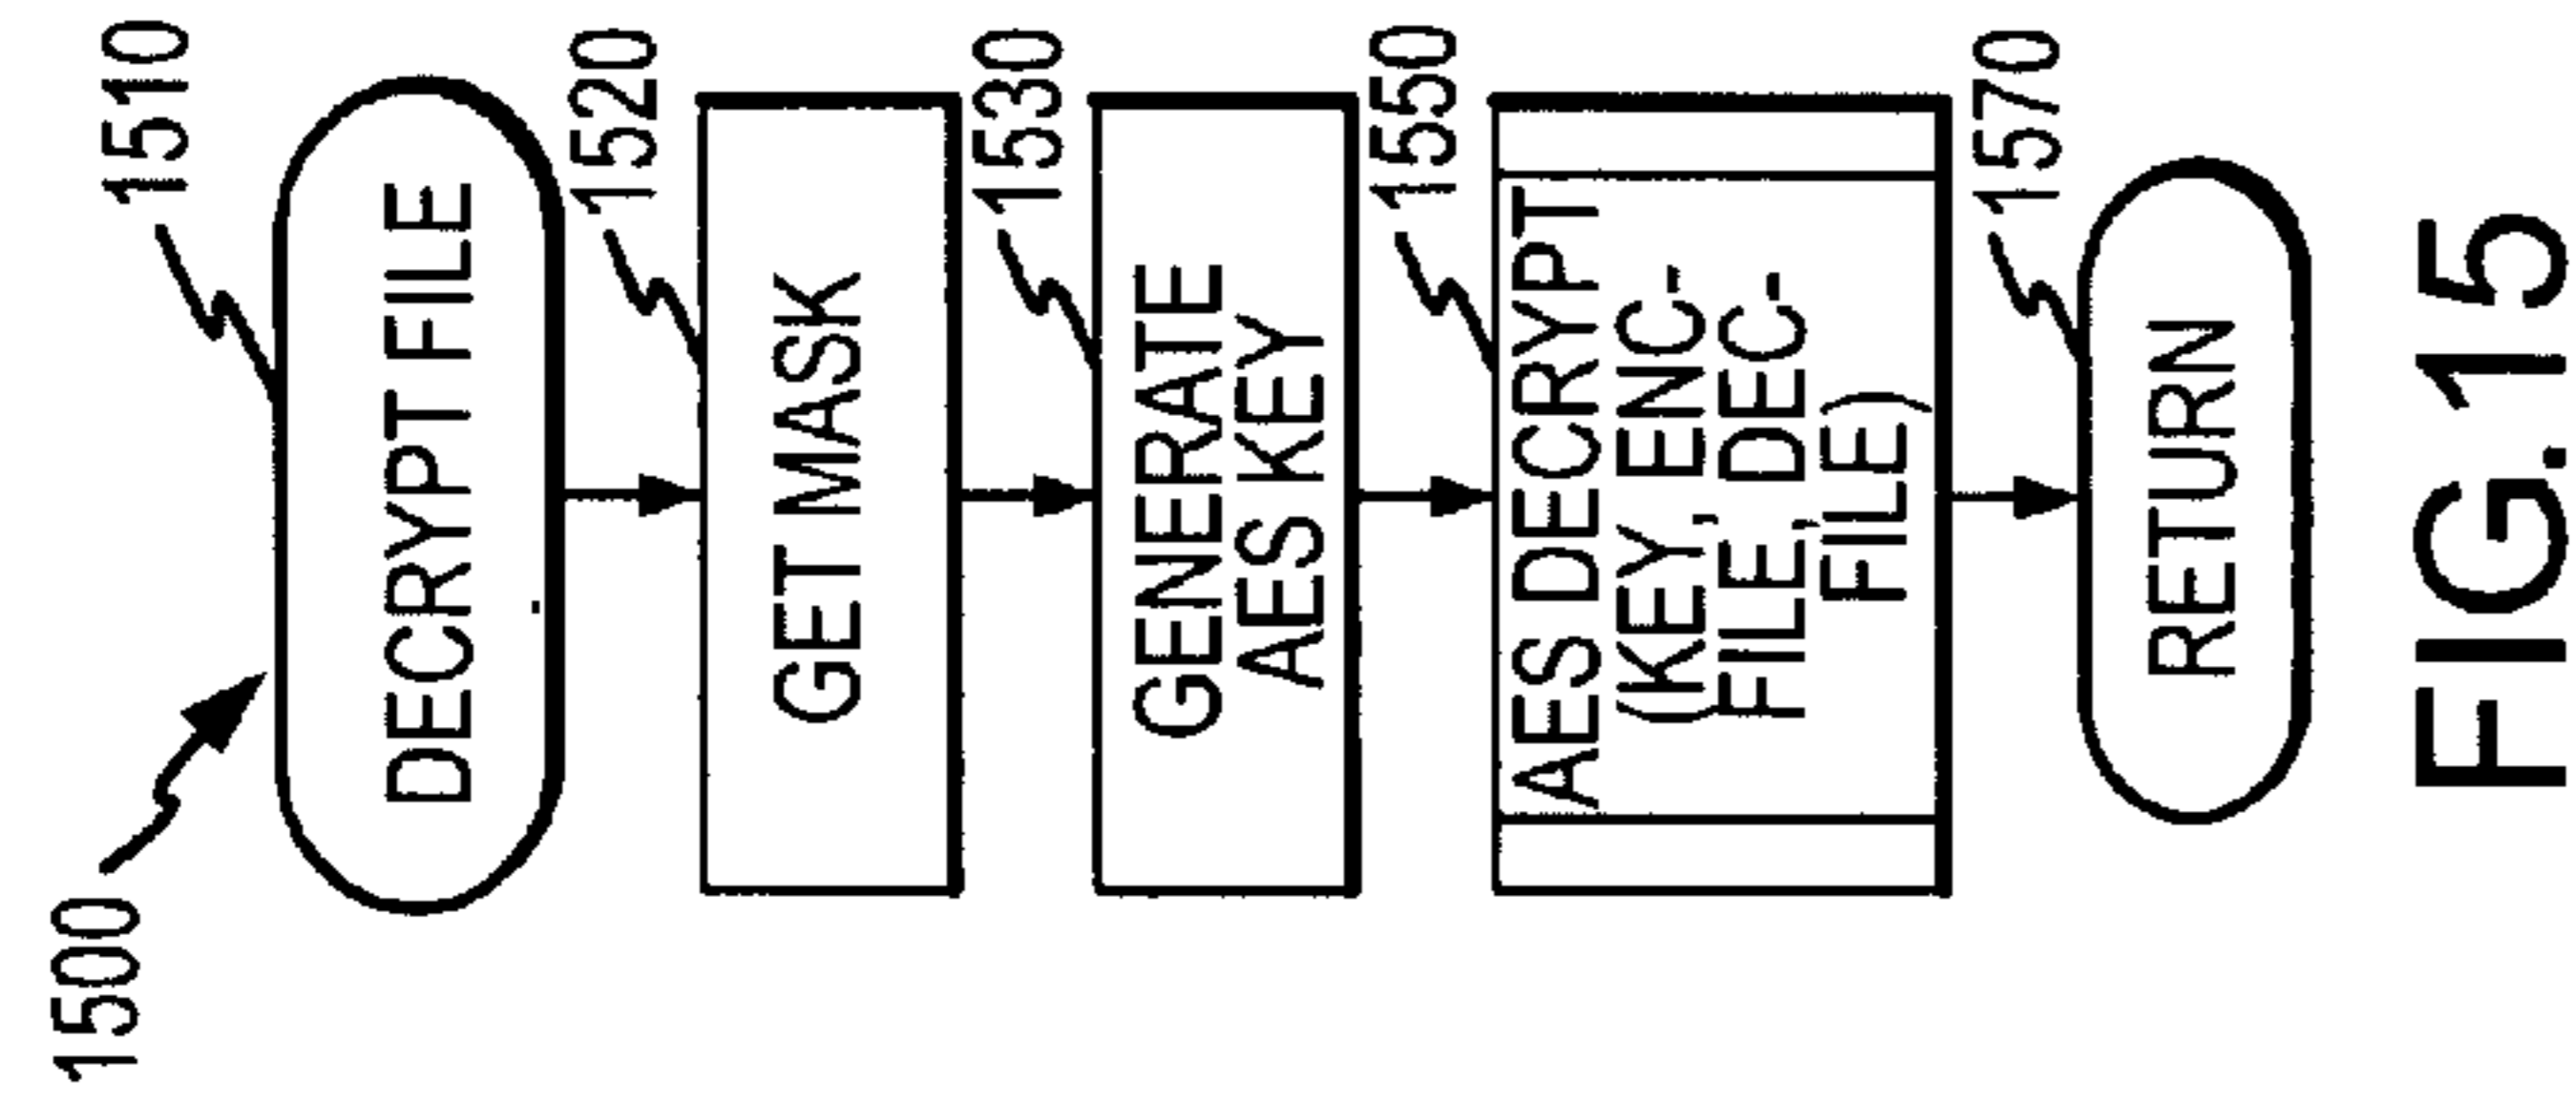 1500
1510
DECRYPT FILE
1520
GET MASK
1530
GENERATE
AES KEY
1550
AES DECRYPT
(KEY, ENC-
FILE, DEC-
FILE)
1570
RETURN
FIG.15